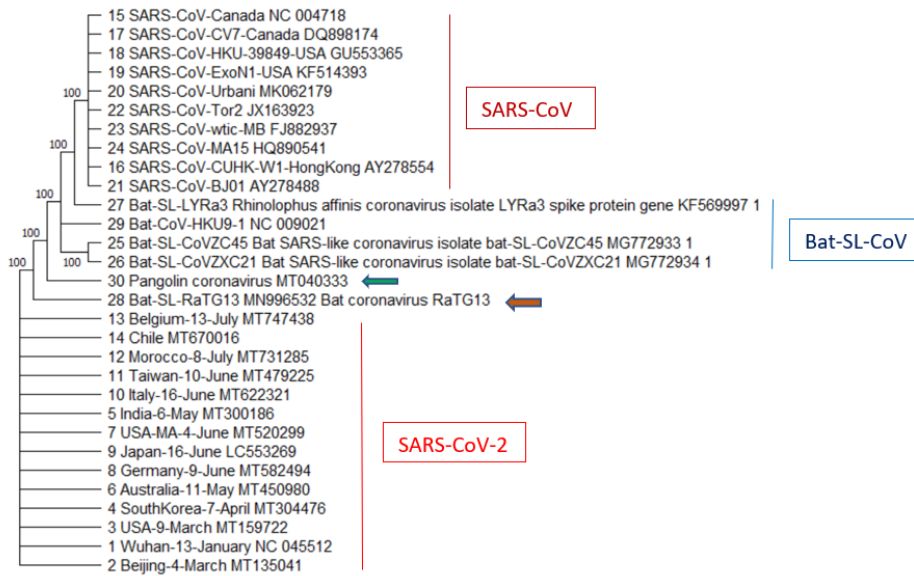 15 SARS-CoV-Canada NC 004718
17 SARS-CoV-CV7-Canada DQ898174
18 SARS-CoV-HKU-39849-USA GU553365
19 SARS-CoV-ExoN1-USA KF514393
20 SARS-CoV-Urbani MK062179
22 SARS-CoV-Tor2 JX163923
23 SARS-CoV-wtic-MB FJ882937
24 SARS-CoV-MA15 HQ890541
16 SARS-CoV-CUHK-W1-HongKong AY278554
21 SARS-CoV-BJ01 AY278488
27 Bat-SL-LYRa3 Rhinolophus affinis coronavirus isolate LYRa3 spike protein gene KF569997 1
29 Bat-CoV-HKU9-1 NC 009021
25 Bat-SL-CoVZC45 Bat SARS-like coronavirus isolate bat-SL-CoVZC45 MG772933 1
26 Bat-SL-CoVZXC21 Bat SARS-like coronavirus isolate bat-SL-CoVZXC21 MG772934 1
30 Pangolin coronavirus MT040333
28 Bat-SL-RaTG13 MN996532 Bat coronavirus RaTG13
13 Belgium-13-July MT747438
14 Chile MT670016
12 Morocco-8-July MT731285
11 Taiwan-10-June MT479225
10 Italy-16-June MT622321
5 India-6-May MT300186
7 USA-MA-4-June MT520299
9 Japan-16-June LC553269
8 Germany-9-June MT582494
6 Australia-11-May MT450980
4 SouthKorea-7-April MT304476
3 USA-9-March MT159722
1 Wuhan-13-January NC 045512
2 Beijing-4-March MT135041
100
100
100
100
100
100
SARS-CoV
Bat-SL-CoV
SARS-CoV-2